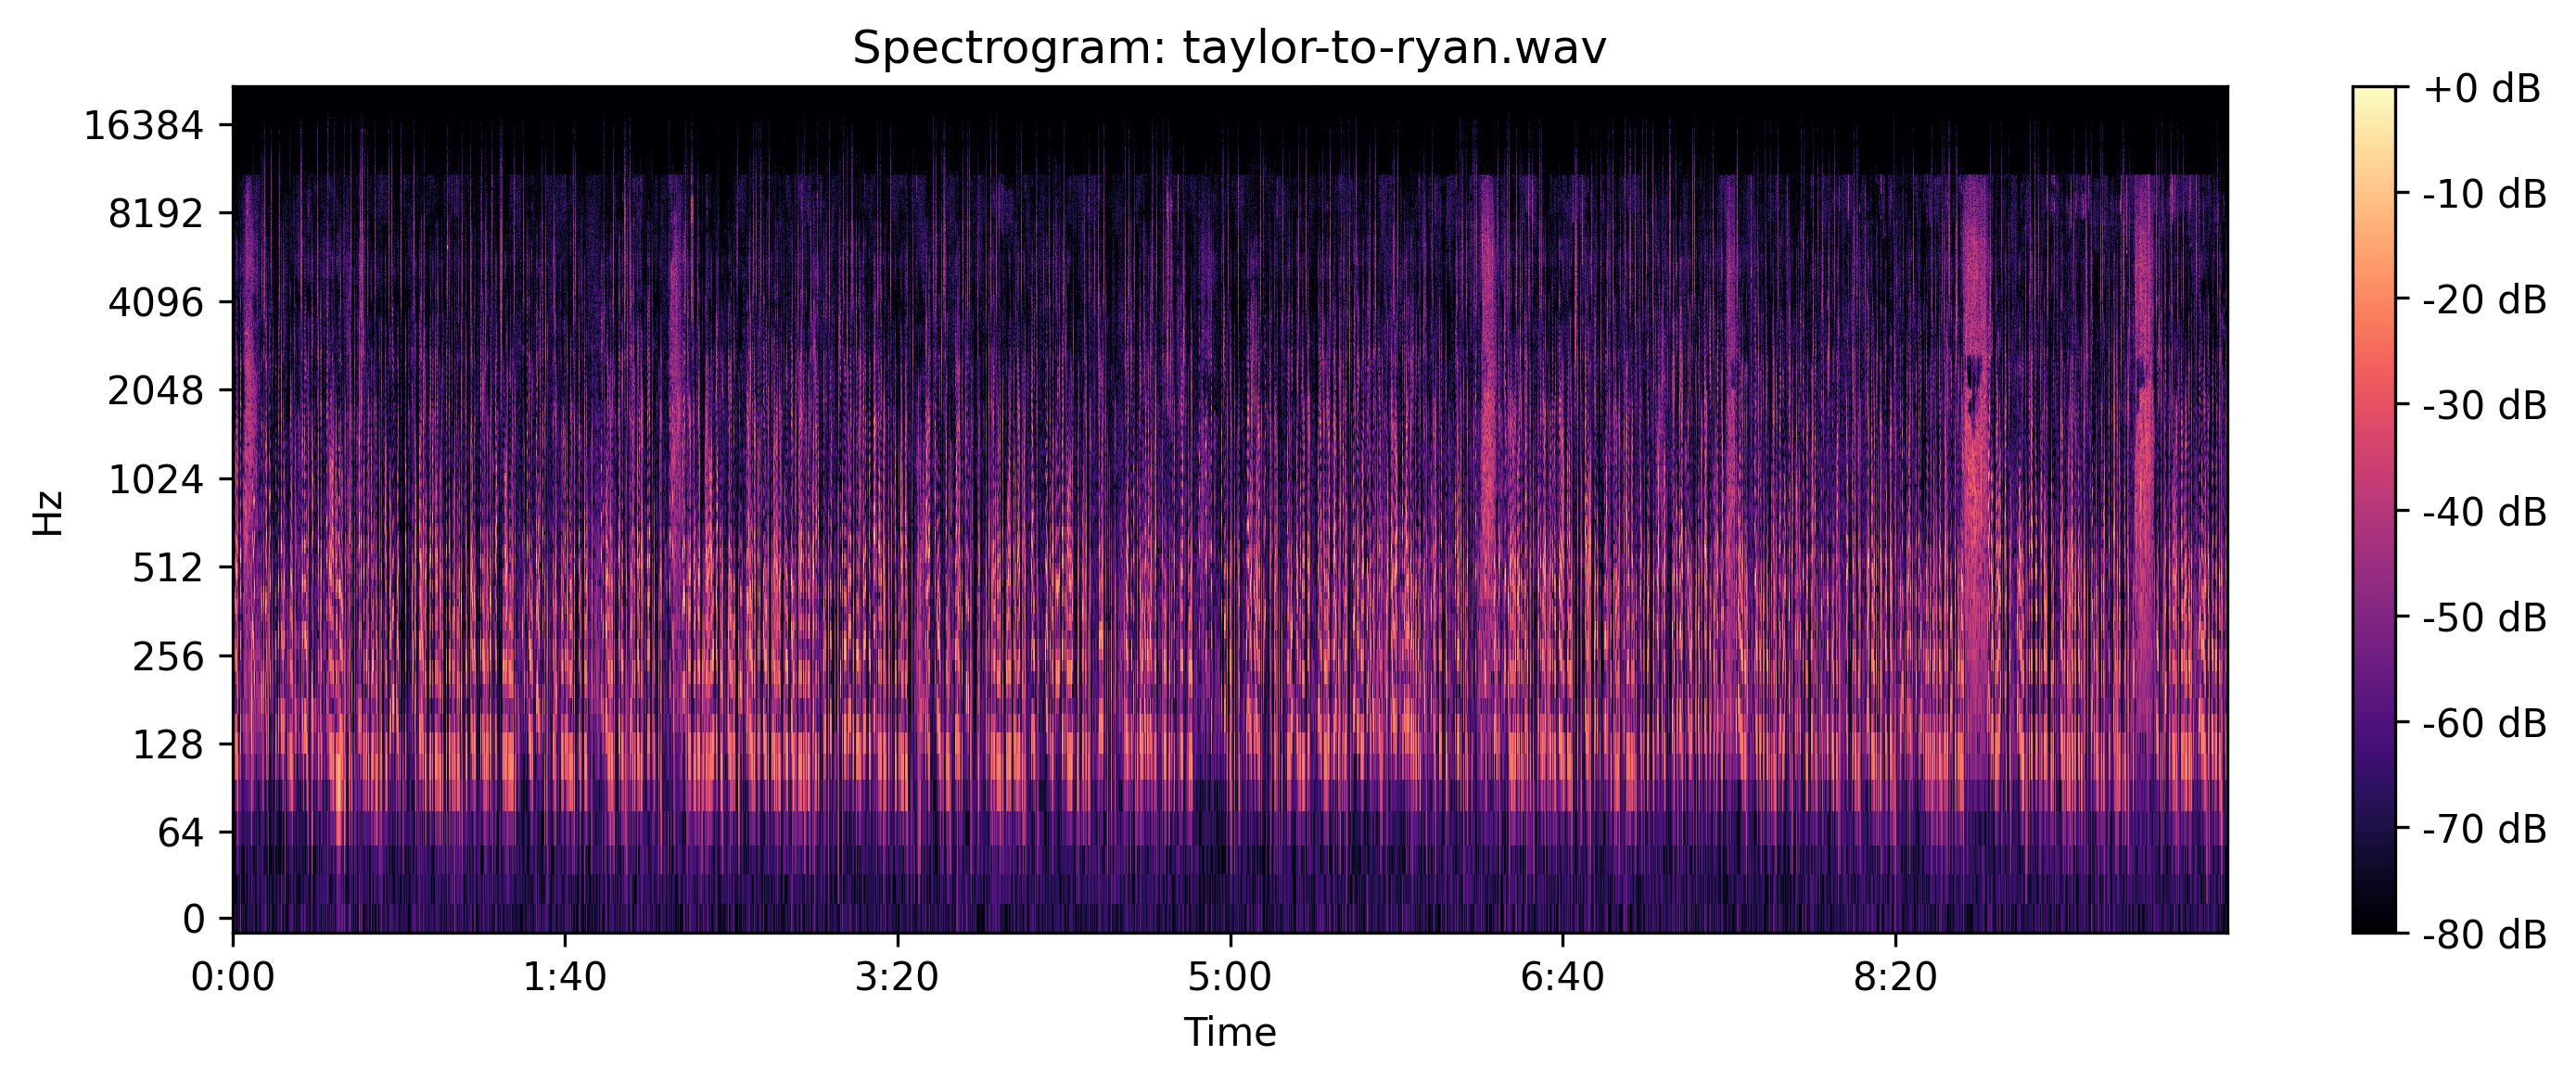 Spectrogram: taylor-to-ryan.wav
Hz
16384
8192
4096
2048
1024
512
256
128
64
0
0:00
1:40
3:20
5:00
6:40
8:20
Time
+0 dB
-10 dB
-20 dB
-30 dB
-40 dB
-50 dB
-60 dB
-70 dB
-80 dB